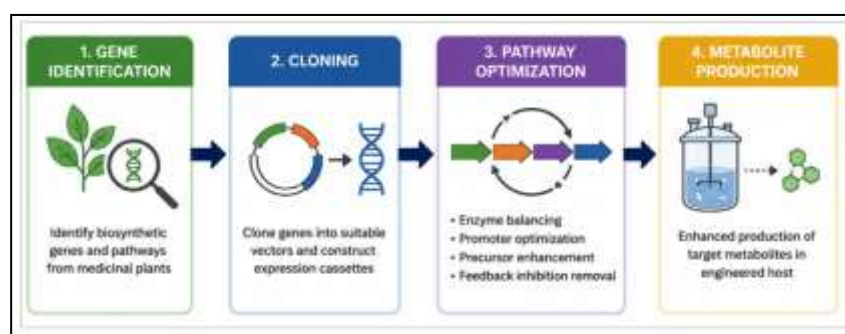 1. GENE
IDENTIFICATION
Identify biosynthetic
genes and pathways
from medicinal plants
2. CLONING
Clone genes into suitable
vectors and construct
expression cassettes
3. PATHWAY
OPTIMIZATION
• Enzyme balancing
• Promoter optimization
• Precursor enhancement
• Feedback inhibition removal
4. METABOLITE
PRODUCTION
Enhanced production of
target metabolites in
engineered host